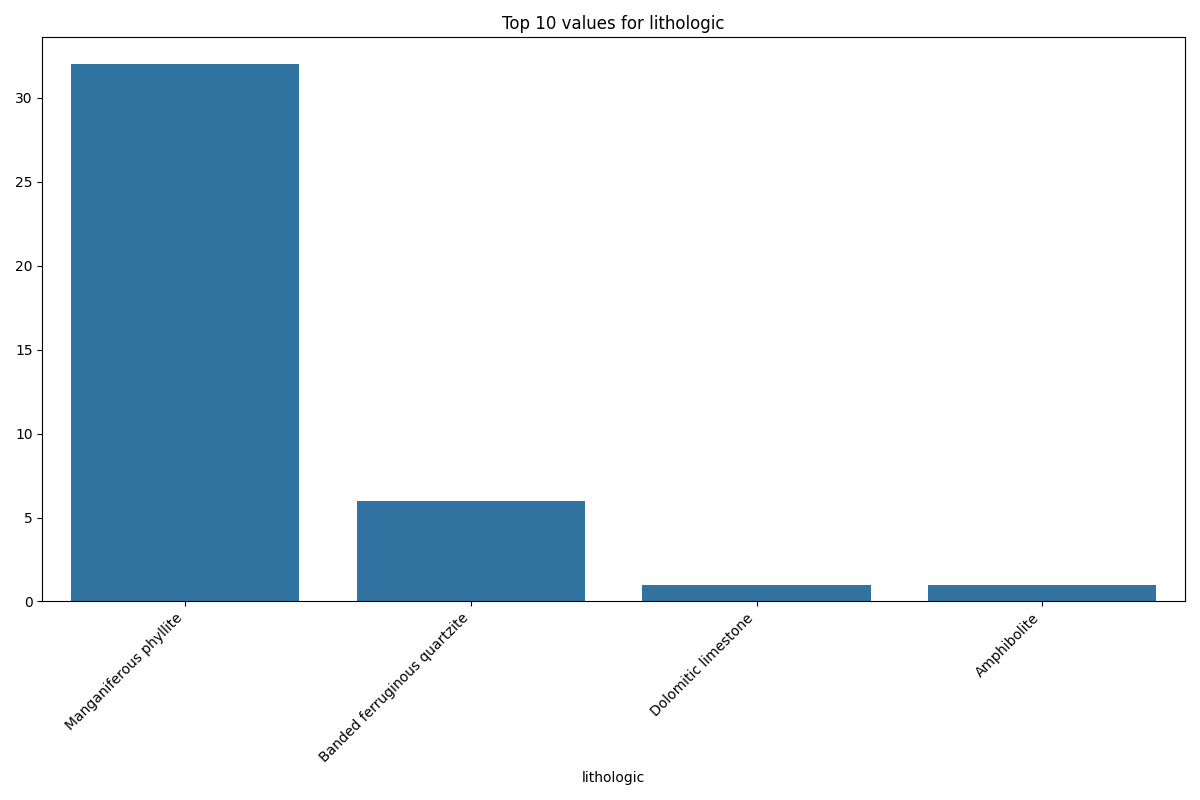 Top 10 values for lithologic
30
25
20
15
10
5
0
Manganiferous phyllite
Banded ferruginous quartzite
Dolomitic limestone
Amphibolite
lithologic